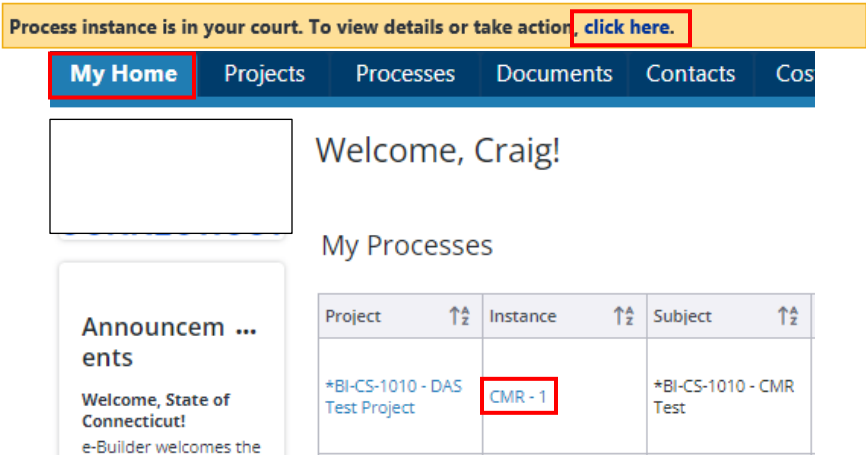 Process instance is in your court. To view details or take action, click here.
My Home Projects Processes Documents Contacts Cos
Welcome, Craig!
My Processes
Project Instance Subject
*BI-CS-1010 - DAS
Test Project
CMR - 1
*BI-CS-1010 - CMR
Test
Announcem ...
ents
Welcome, State of
Connecticut!
e-Builder welcomes the